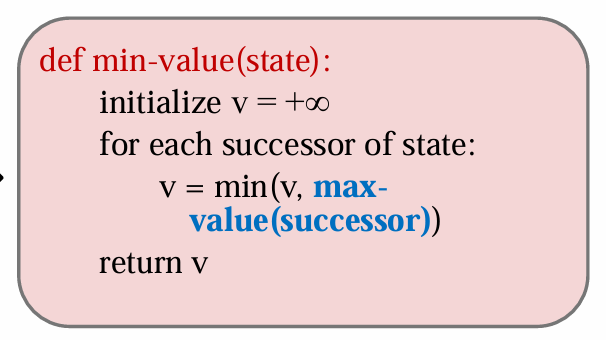 def min-value(state):
initialize v = +∞
for each successor of state:
v = min(v, max-
value(successor))
return v